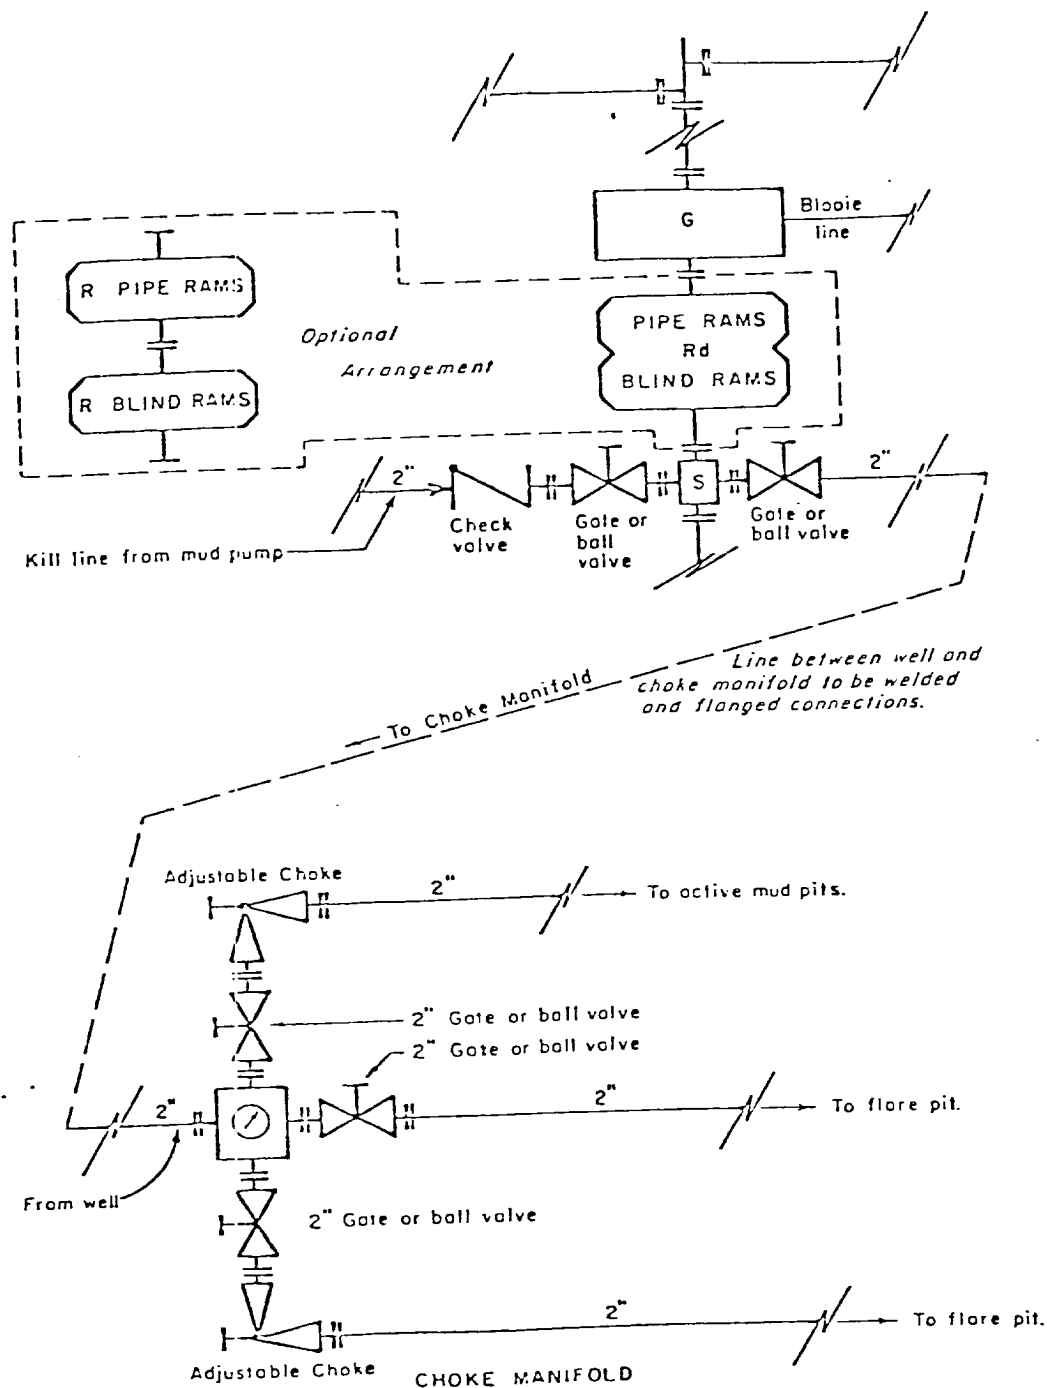 G
Blooie
line
R PIPE RAMS
R BLIND RAMS
Optional
Arrangement
PIPE RAMS
Rd
BLIND RAMS
2"
S
2"
Check
valve
Gate or
ball
valve
Gate or
ball valve
Kill line from mud pump
Line between well and
choke manifold to be welded
and flanged connections.
To Choke Manifold
Adjustable Choke
2"
To active mud pits.
2" Gate or ball valve
2" Gate or ball valve
2"
2"
To flare pit.
From well
2" Gate or ball valve
2"
To flare pit.
Adjustable Choke
CHOKE MANIFOLD